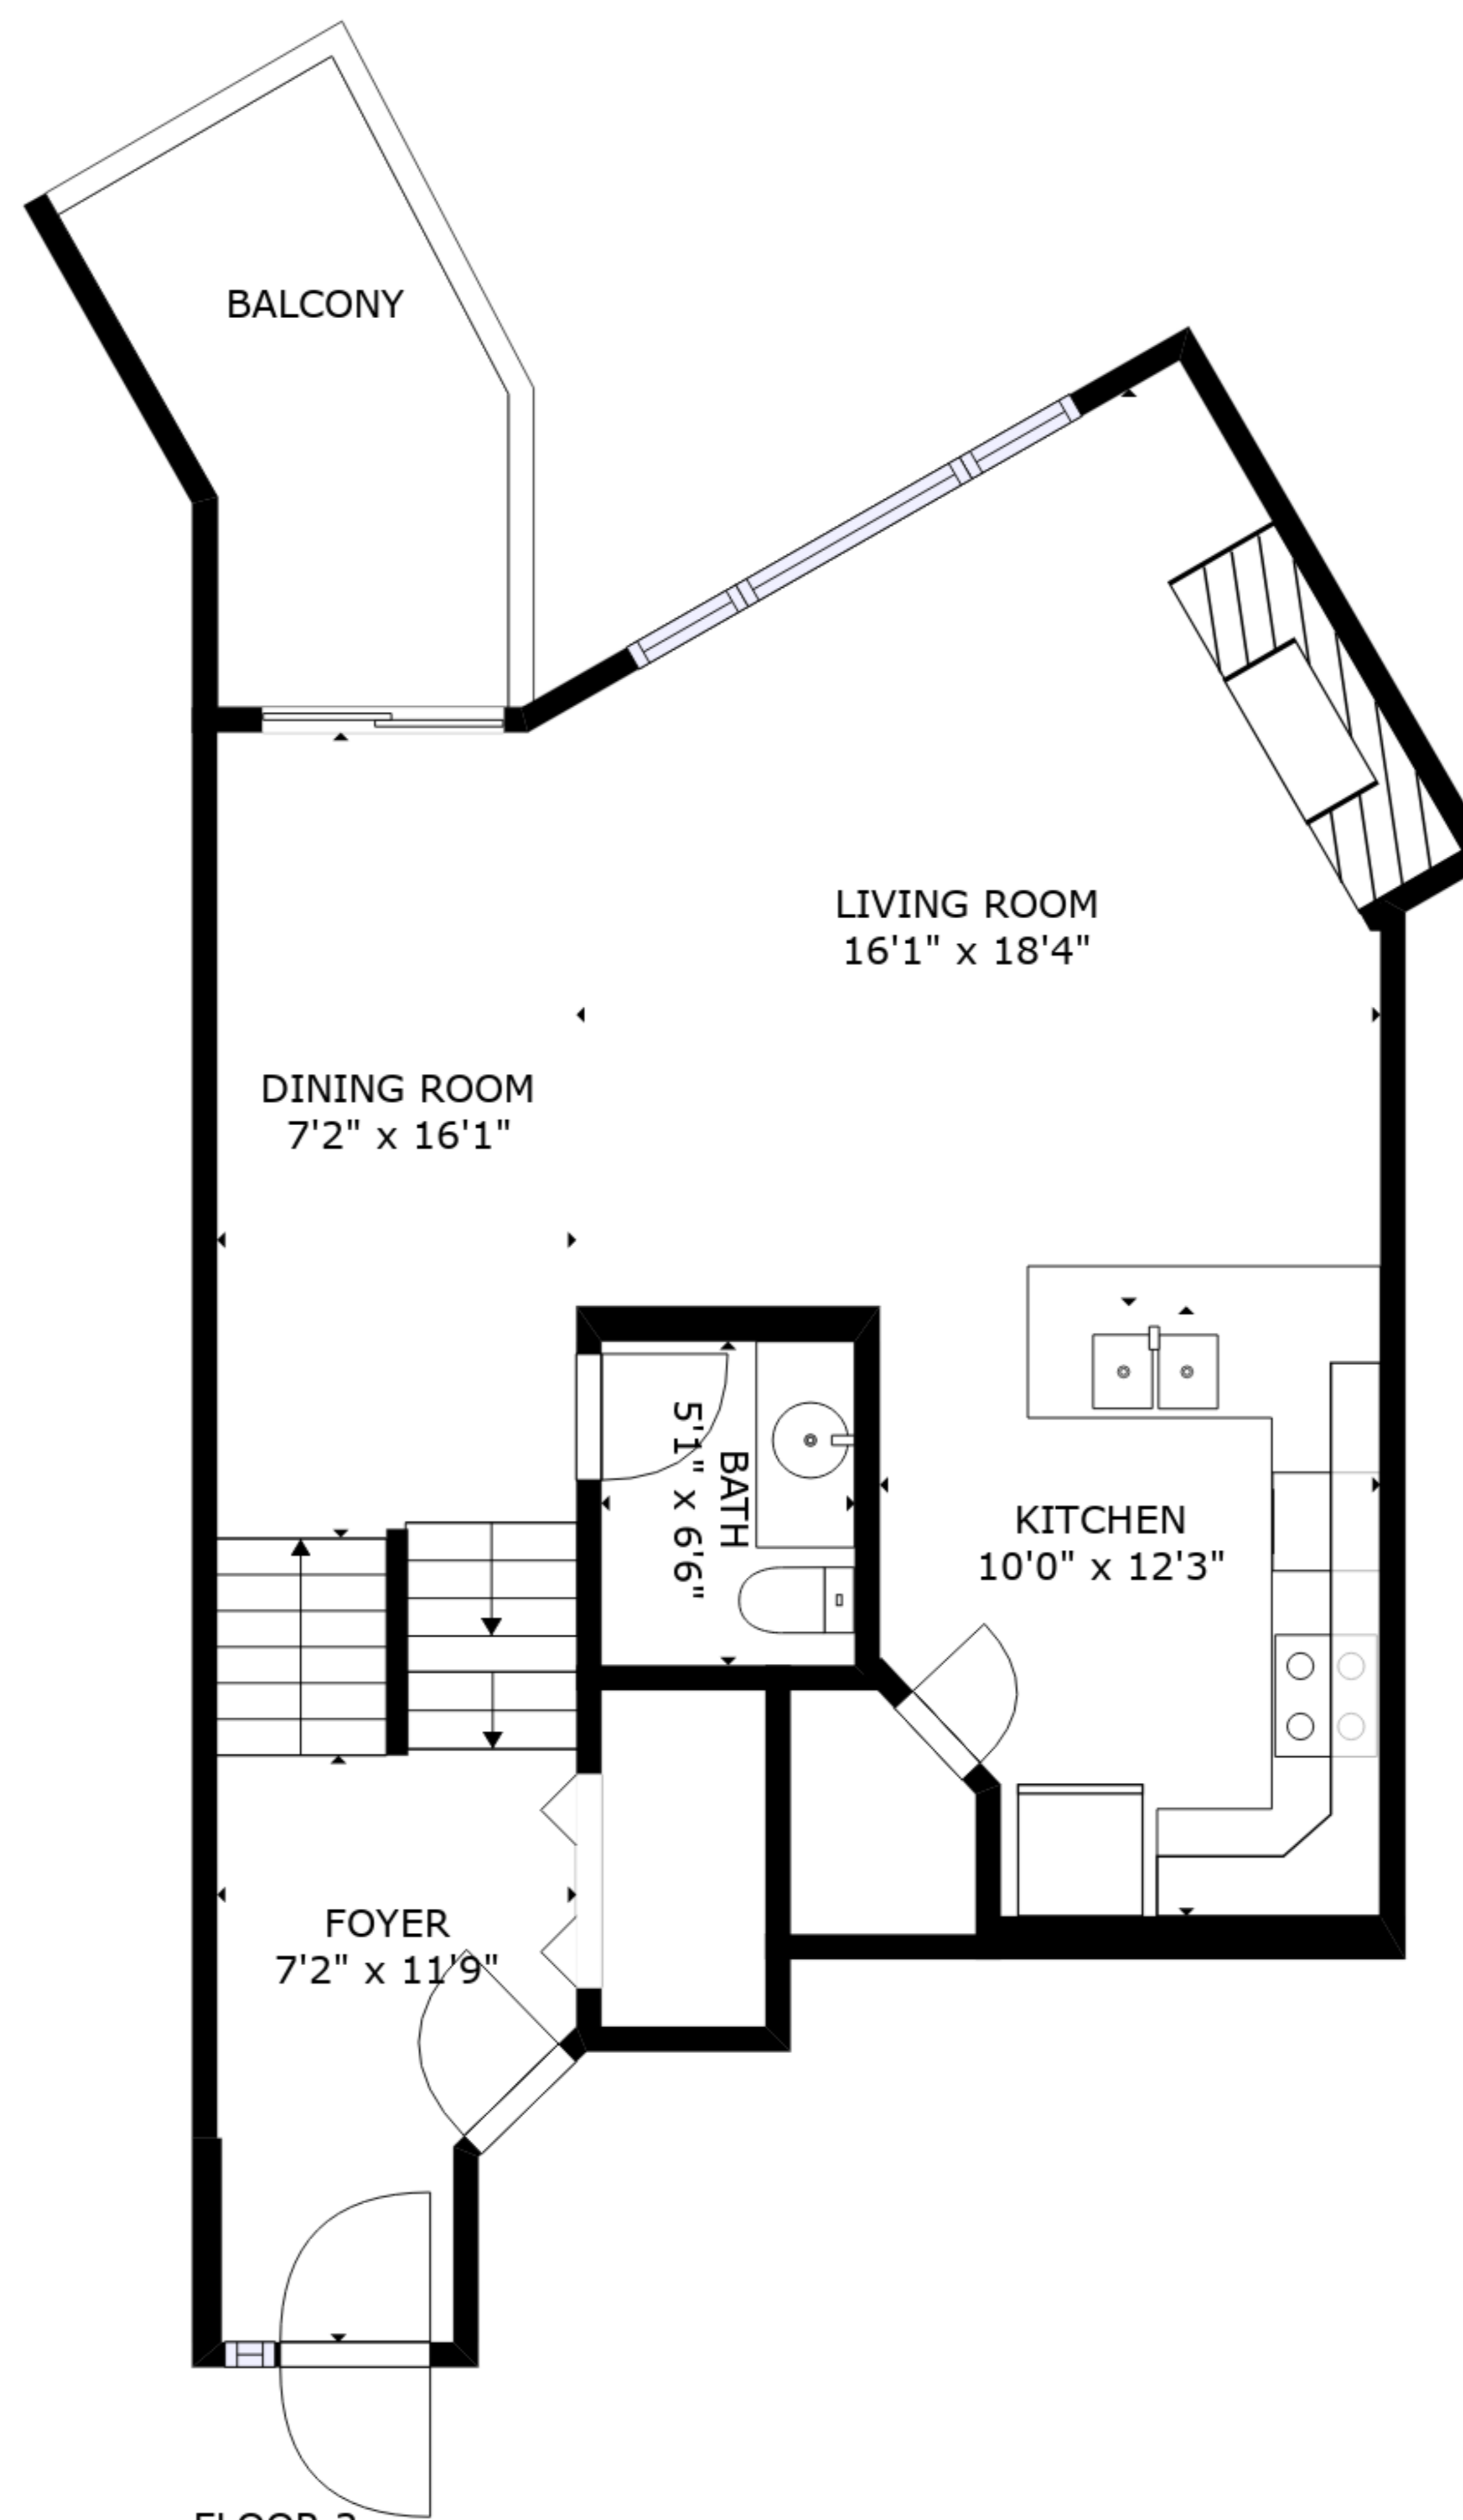 BALCONY
LIVING ROOM
16'1" x 18'4"
DINING ROOM
7'2" x 16'1"
BATH
5'1" x 6'6"
KITCHEN
10'0" x 12'3"
FOYER
7'2" x 11'9"